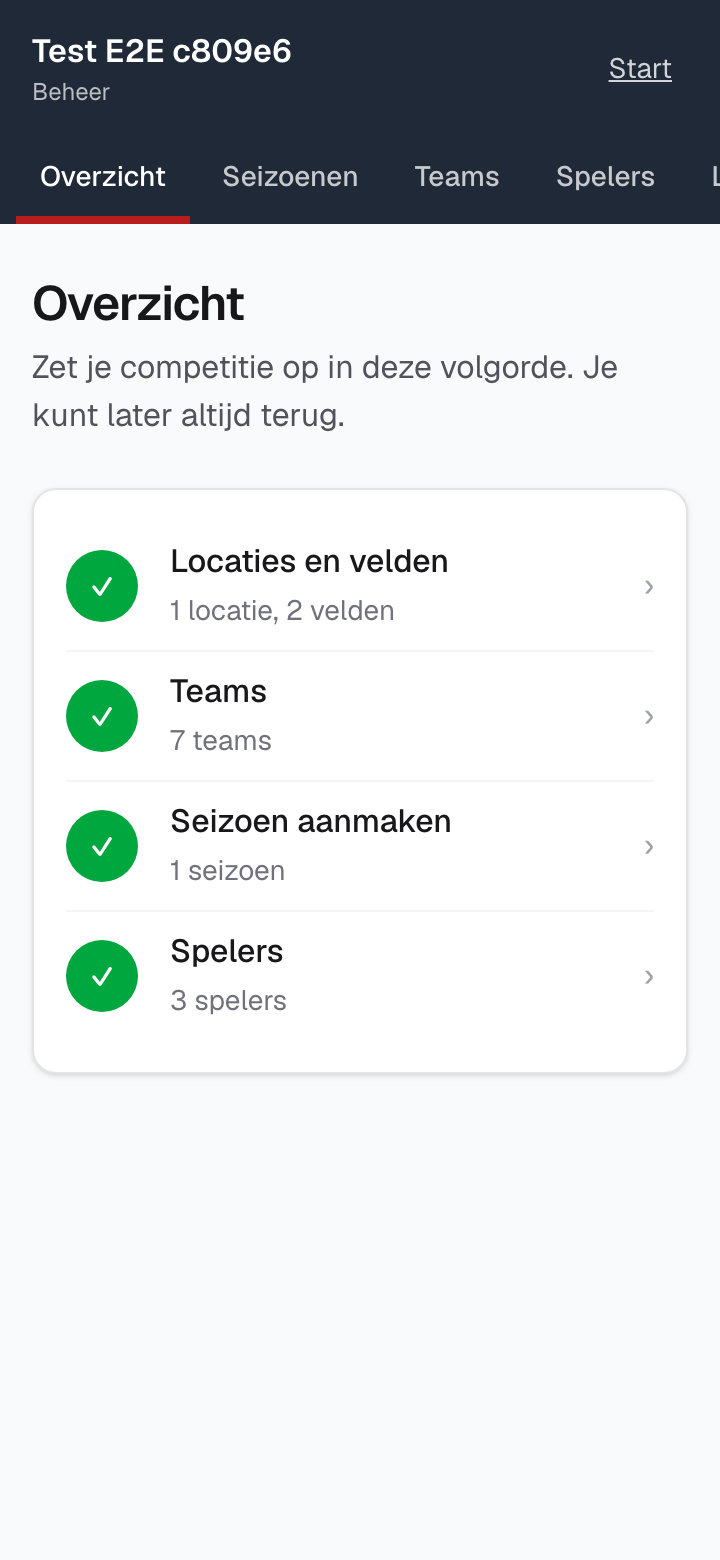 Test E2E c809e6
Beheer
Start
Overzicht
Seizoenen
Teams
Spelers
Overzicht
Zet je competitie op in deze volgorde. Je
kunt later altijd terug.
Locaties en velden
1 locatie, 2 velden
Teams
7 teams
Seizoen aanmaken
1 seizoen
Spelers
3 spelers